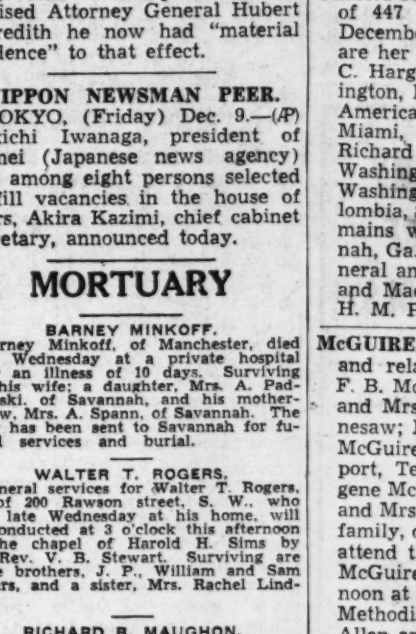 ised Attorney General Hubert
redith he now had “material
dence” to that effect.
IPPON NEWSMAN PEER.
OKYO, (Friday) Dec. 9.—(AP)
ichi Iwanaga, president of
mei (Japanese news agency)
among eight persons selected
fill vacancies in the house of
rs, Akira Kazimi, chief cabinet
etary, announced today.
MORTUARY
BARNEY MINKOFF.
rney Minkoff, of Manchester, died
Wednesday at a private hospital
an illness of 10 days. Surviving
his wife; a daughter, Mrs. A. Pad-
ski. of Savannah, and his mother-
w, Mrs. A. Spann, of Savannah. The
has been sent to Savannah for fu-
l services and burial.
WALTER T. ROGERS.
neral services for Walter T. Rogers,
of 200 Rawson street, S. W., who
late Wednesday at his home, will
onducted at 3 o'clock this afternoon
the chapel of Harold H. Sims by
Rev. V. B. Stewart. Surviving are
e brothers, J. P., William and Sam
rs, and a sister, Mrs. Rachel Lind-
RICHARD B. MAUGHON.
of 447
Decembe
are her
C. Harg
ington, 
America
Miami,
Richard
Washing
Washing
lombia,
mains w
nah, Ga.
neral an
and Mac
H. M. P
McGUIRE
and rela
F. B. Mc
and Mrs
nesaw; 
McGuire
port, Te
gene Mc
and Mrs
family, o
attend t
McGuire
noon at
Methodi